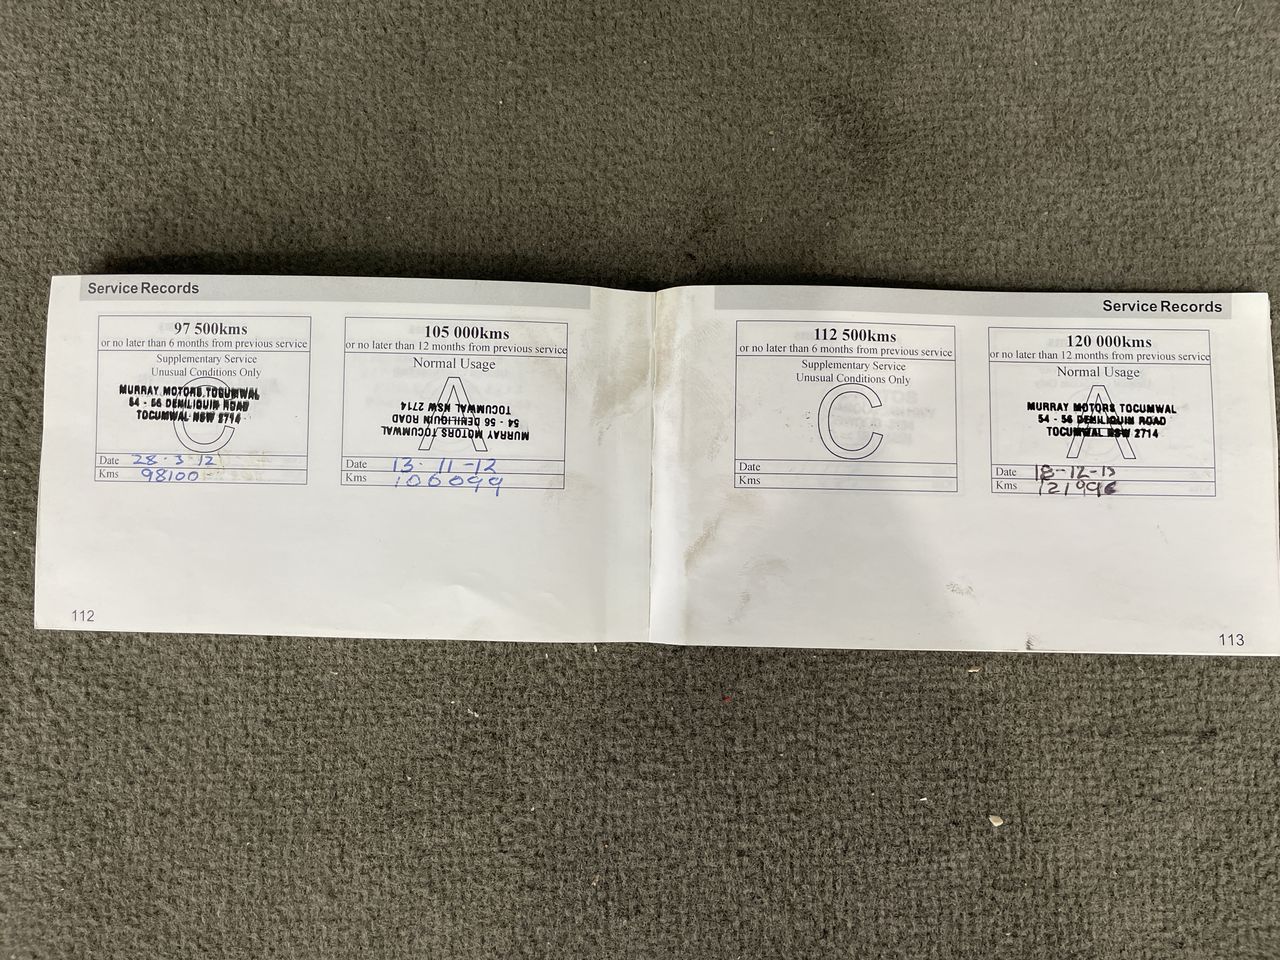 Service Records
97 500kms
or no later than 6 months from previous service
Supplementary Service
Unusual Conditions Only
C
MURRAY MOTORS TOCUMWAL
54 - 56 DENILIQUIN ROAD
TOCUMWAL NSW 2714
Date 28-3-12
Kms 98100
105 000kms
or no later than 12 months from previous service
Normal Usage
A
MURRAY MOTORS TOCUMWAL
54 - 56 DENILIQUIN ROAD
TOCUMWAL NSW 2714
Date 13-11-12
Kms 106099
112
Service Records
112 500kms
or no later than 6 months from previous service
Supplementary Service
Unusual Conditions Only
C
Date
Kms
120 000kms
or no later than 12 months from previous service
Normal Usage
A
MURRAY MOTORS TOCUMWAL
54 - 56 DENILIQUIN ROAD
TOCUMWAL NSW 2714
Date 18-12-13
Kms 121996
113